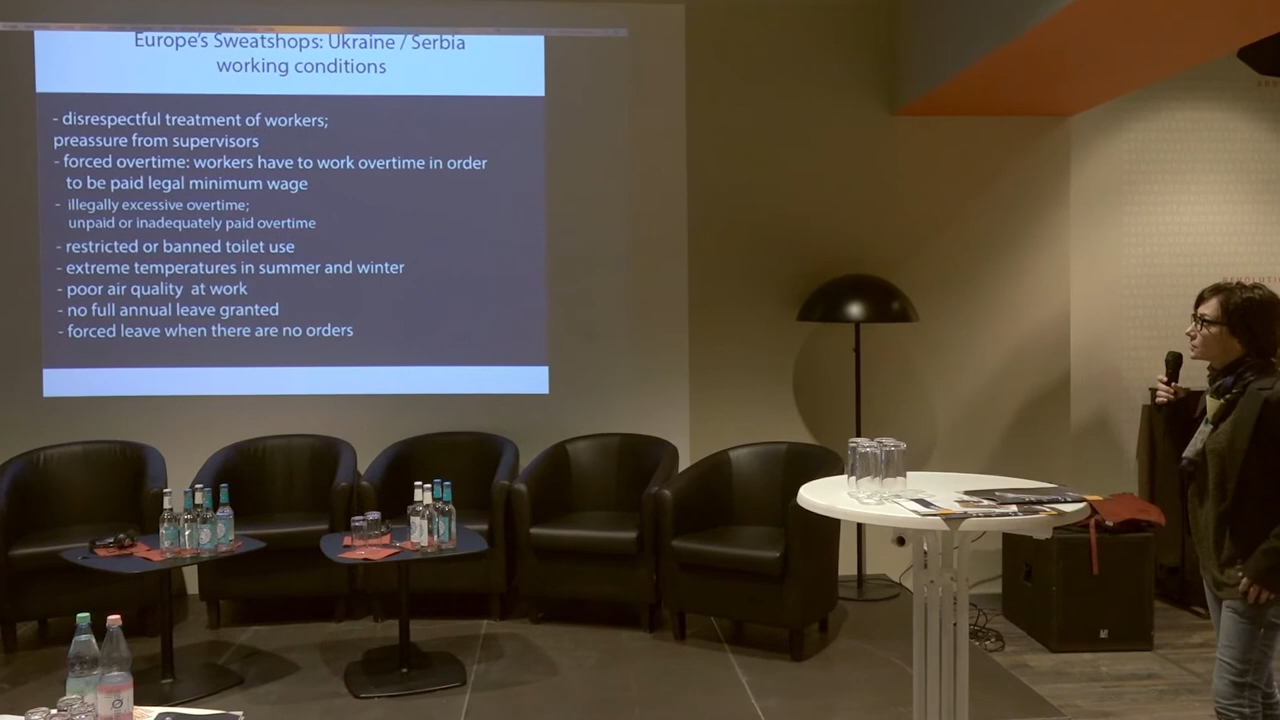 Europe's Sweatshops: Ukraine / Serbia
working conditions
- disrespectful treatment of workers;
preassure from supervisors
- forced overtime: workers have to work overtime in order
to be paid legal minimum wage
- illegally excessive overtime;
unpaid or inadequately paid overtime
- restricted or banned toilet use
- extreme temperatures in summer and winter
- poor air quality at work
- no full annual leave granted
- forced leave when there are no orders